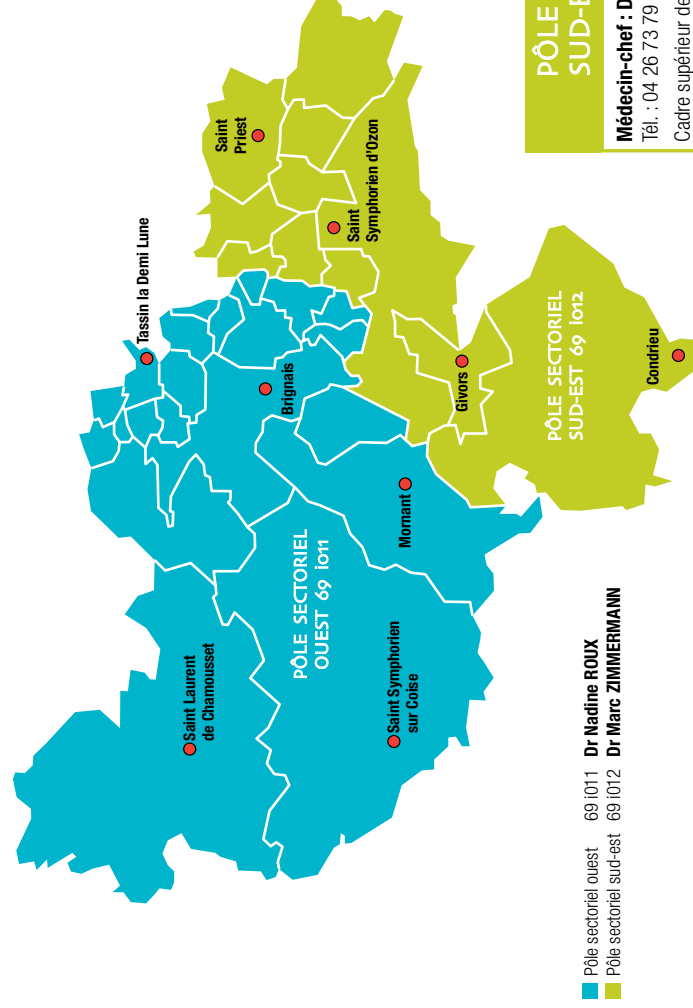 Saint
Priest
Tassin la Demi Lune
Saint
Symphorien d'Ozon
Brignais
Givors
Mornant
PÔLE SECTORIEL
OUEST 69 i011
PÔLE SECTORIEL
SUD-EST 69 i012
Condrieu
Saint Laurent
de Chamousset
Saint Symphorien
sur Coise
Pôle sectoriel ouest 69 i011 Dr Nadine ROUX
Pôle sectoriel sud-est 69 i012 Dr Marc ZIMMERMANN
PÔLE
SUD-E
Médecin-chef : D
Tél. : 04 26 73 79
Cadre supérieur de